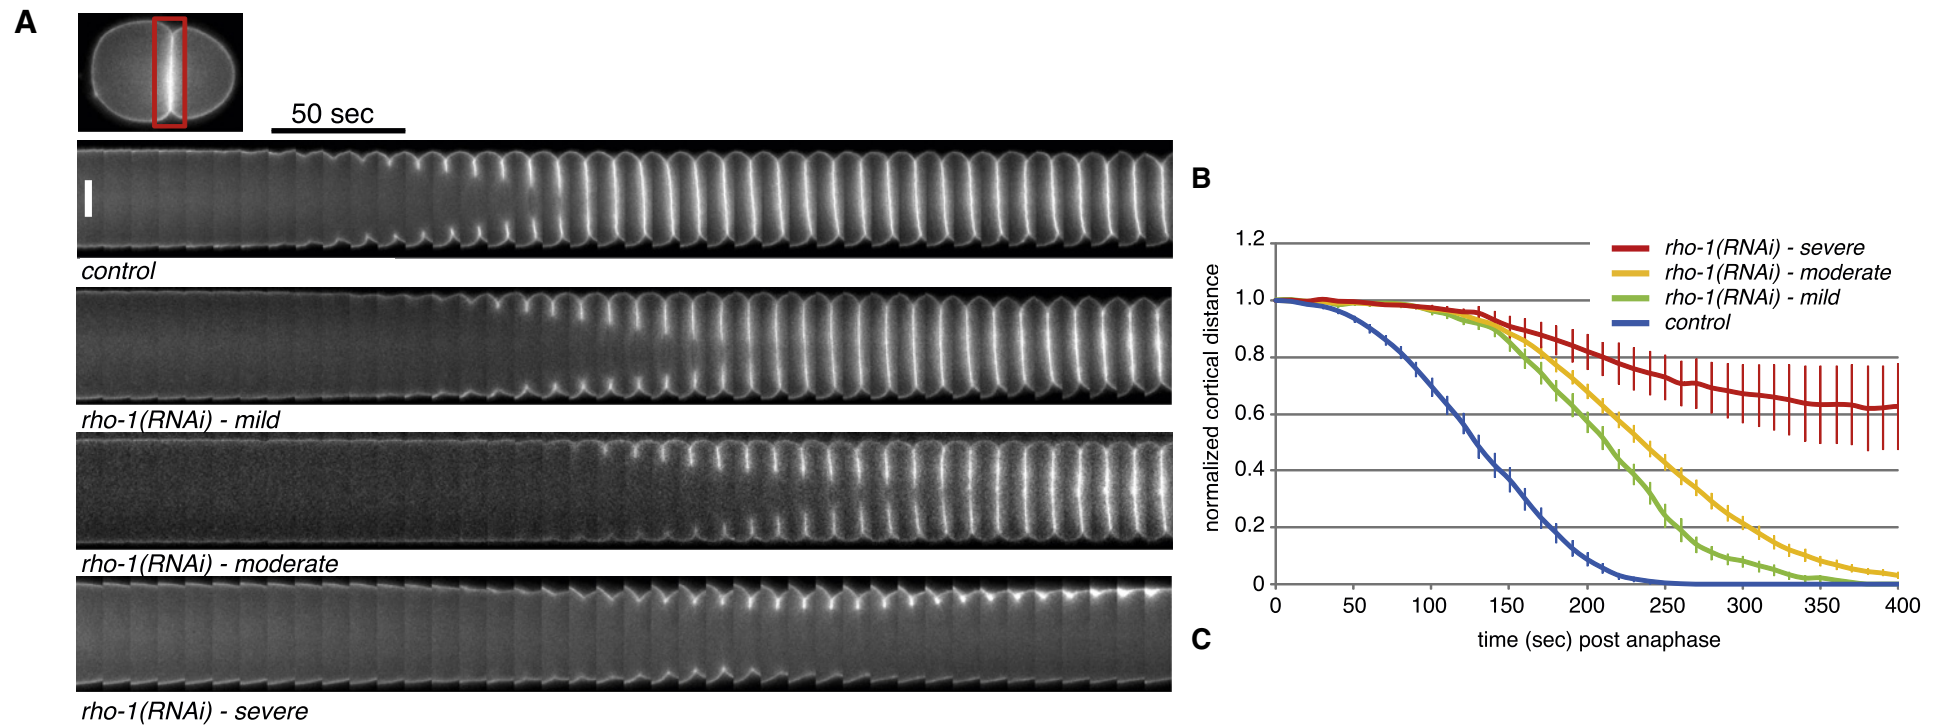 A
50 sec
control
rho-1(RNAi) - mild
rho-1(RNAi) - moderate
rho-1(RNAi) - severe
B
normalized cortical distance
1.2
1.0
0.8
0.6
0.4
0.2
0
rho-1(RNAi) - severe
rho-1(RNAi) - moderate
rho-1(RNAi) - mild
control
0 50 100 150 200 250 300 350 400
time (sec) post anaphase
C